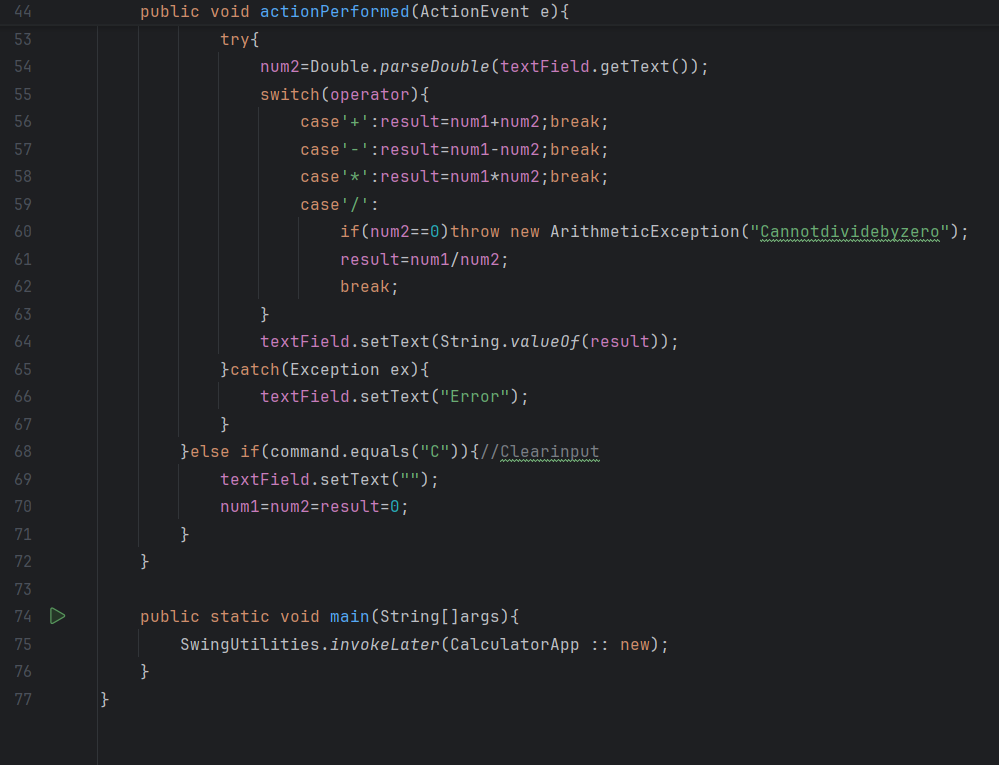 44 public void actionPerformed(ActionEvent e){
53 try{
54 num2=Double.parseDouble(textField.getText());
55 switch(operator){
56 case'+':result=num1+num2;break;
57 case'-':result=num1-num2;break;
58 case'*':result=num1*num2;break;
59 case'/':
60 if(num2==0)throw new ArithmeticException("Cannotdividebyzero");
61 result=num1/num2;
62 break;
63 }
64 textField.setText(String.valueOf(result));
65 }catch(Exception ex){
66 textField.setText("Error");
67 }
68 }else if(command.equals("C")){//Clearinput
69 textField.setText("");
70 num1=num2=result=0;
71 }
72 }
73
74 public static void main(String[]args){
75 SwingUtilities.invokeLater(CalculatorApp :: new);
76 }
77 }